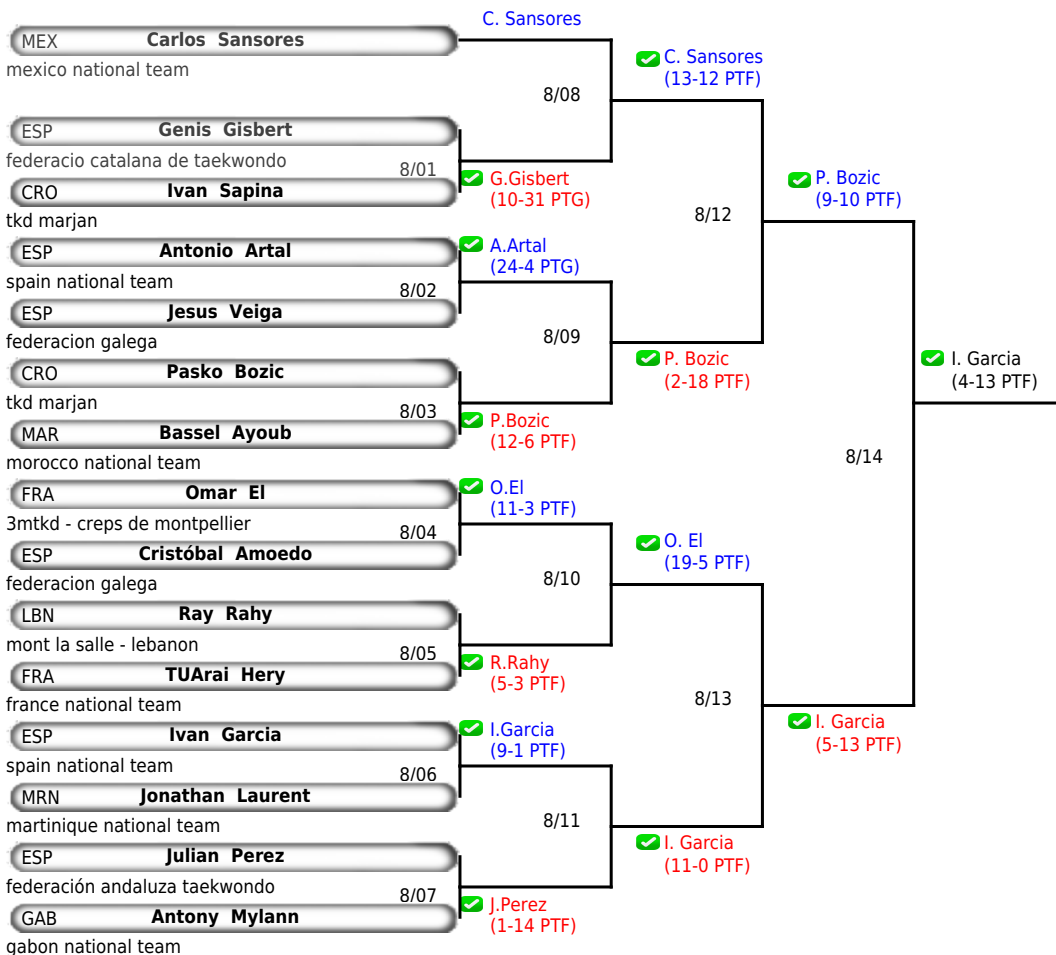 C. Sansores
MEX Carlos Sansores
mexico national team
C. Sansores
(13-12 PTF)
8/08
ESP Genis Gisbert
federacio catalana de taekwondo
8/01
G.Gisbert
(10-31 PTG)
CRO Ivan Sapina
tkd marjan
P. Bozic
(9-10 PTF)
8/12
ESP Antonio Artal
spain national team
A.Artal
(24-4 PTG)
8/02
ESP Jesus Veiga
federacion galega
8/09
P. Bozic
(2-18 PTF)
CRO Pasko Bozic
tkd marjan
8/03
P.Bozic
(12-6 PTF)
MAR Bassel Ayoub
morocco national team
I. Garcia
(4-13 PTF)
8/14
FRA Omar El
3mtkd - creps de montpellier
O.El
(11-3 PTF)
8/04
ESP Cristóbal Amoedo
federacion galega
O. El
(19-5 PTF)
8/10
LBN Ray Rahy
mont la salle - lebanon
8/05
R.Rahy
(5-3 PTF)
FRA TUArai Hery
france national team
8/13
I. Garcia
(5-13 PTF)
ESP Ivan Garcia
spain national team
I.Garcia
(9-1 PTF)
8/06
MRN Jonathan Laurent
martinique national team
8/11
I. Garcia
(11-0 PTF)
ESP Julian Perez
federación andaluza taekwondo
8/07
J.Perez
(1-14 PTF)
GAB Antony Mylann
gabon national team